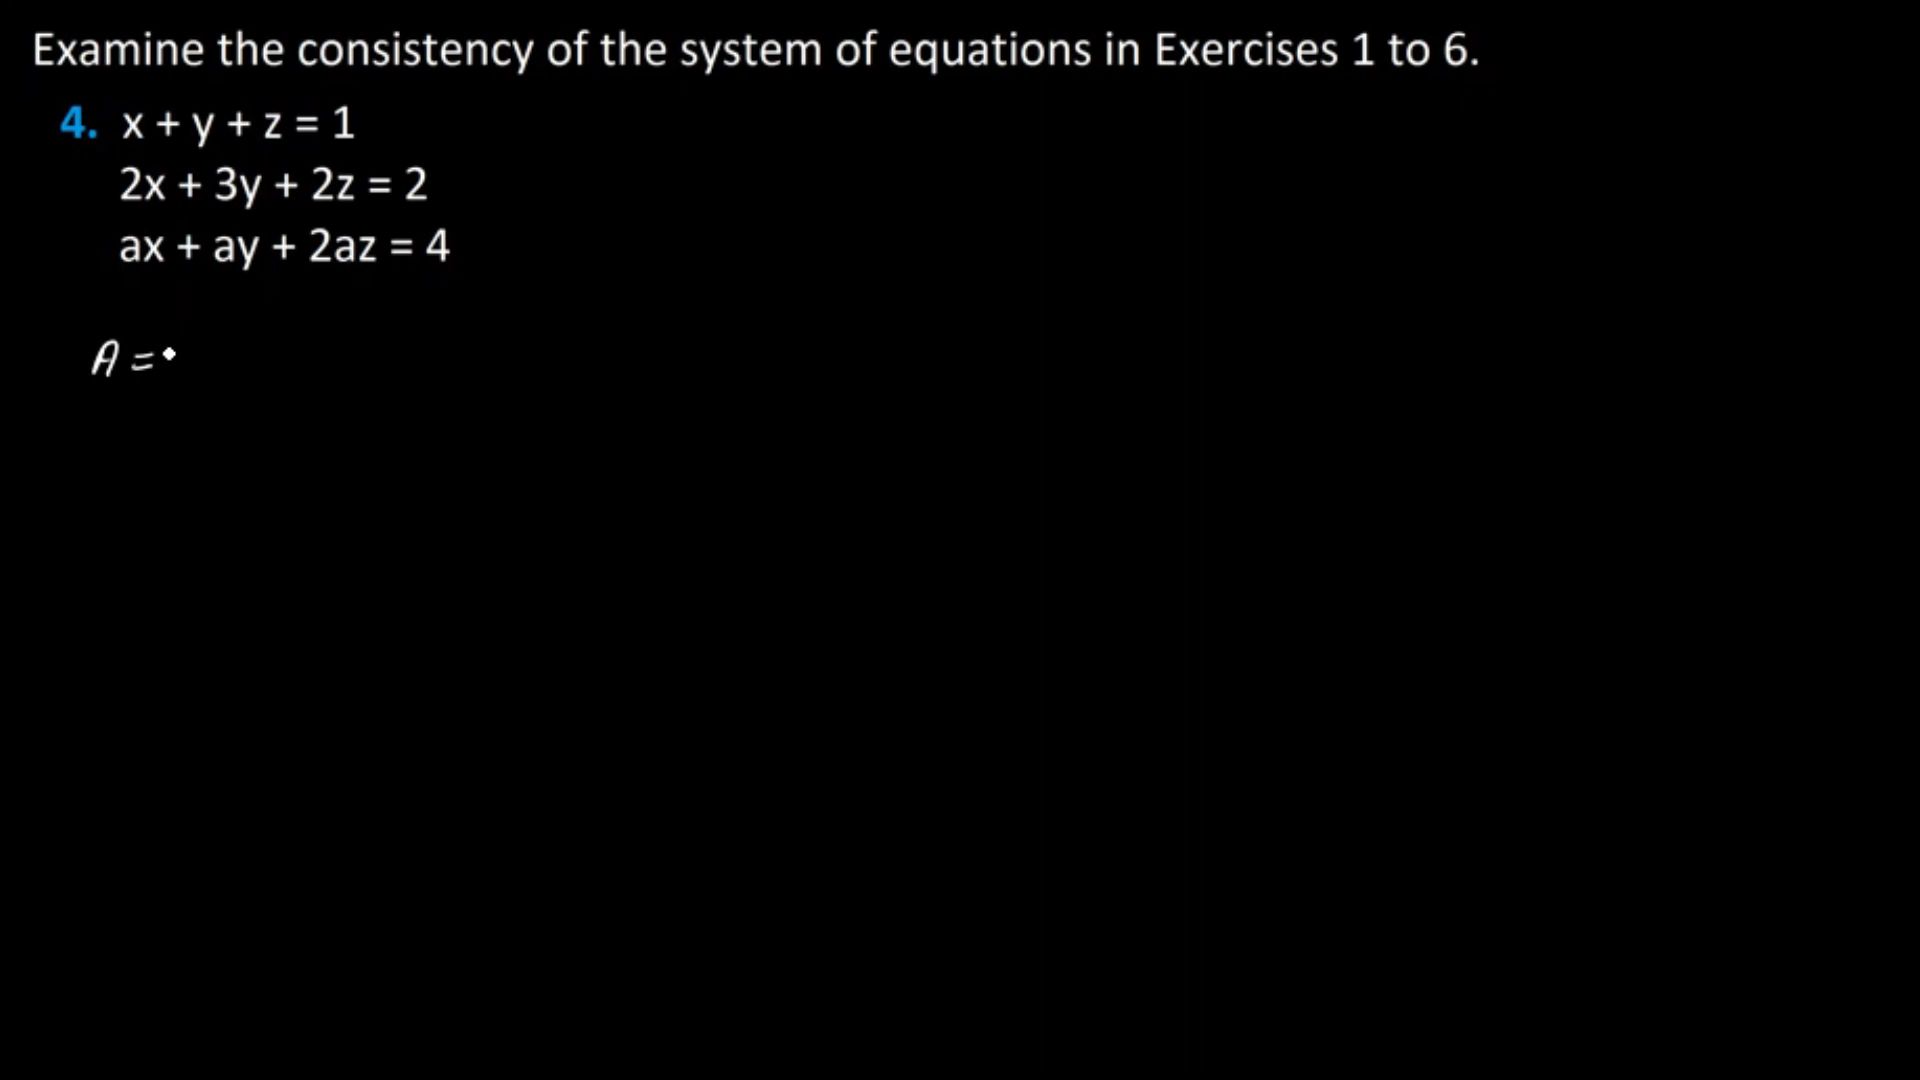 Examine the consistency of the system of equations in Exercises 1 to 6.
4. x + y + z = 1
2x + 3y + 2z = 2
ax + ay + 2az = 4
A =